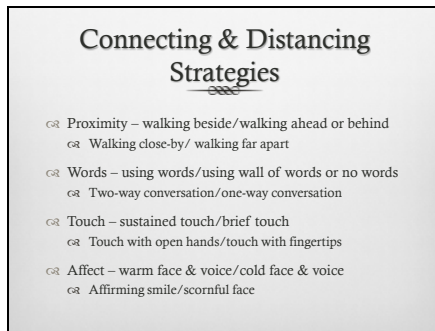 Connecting & Distancing
Strategies
Proximity – walking beside/walking ahead or behind
Walking close-by/ walking far apart
Words – using words/using wall of words or no words
Two-way conversation/one-way conversation
Touch – sustained touch/brief touch
Touch with open hands/touch with fingertips
Affect – warm face & voice/cold face & voice
Affirming smile/scornful face